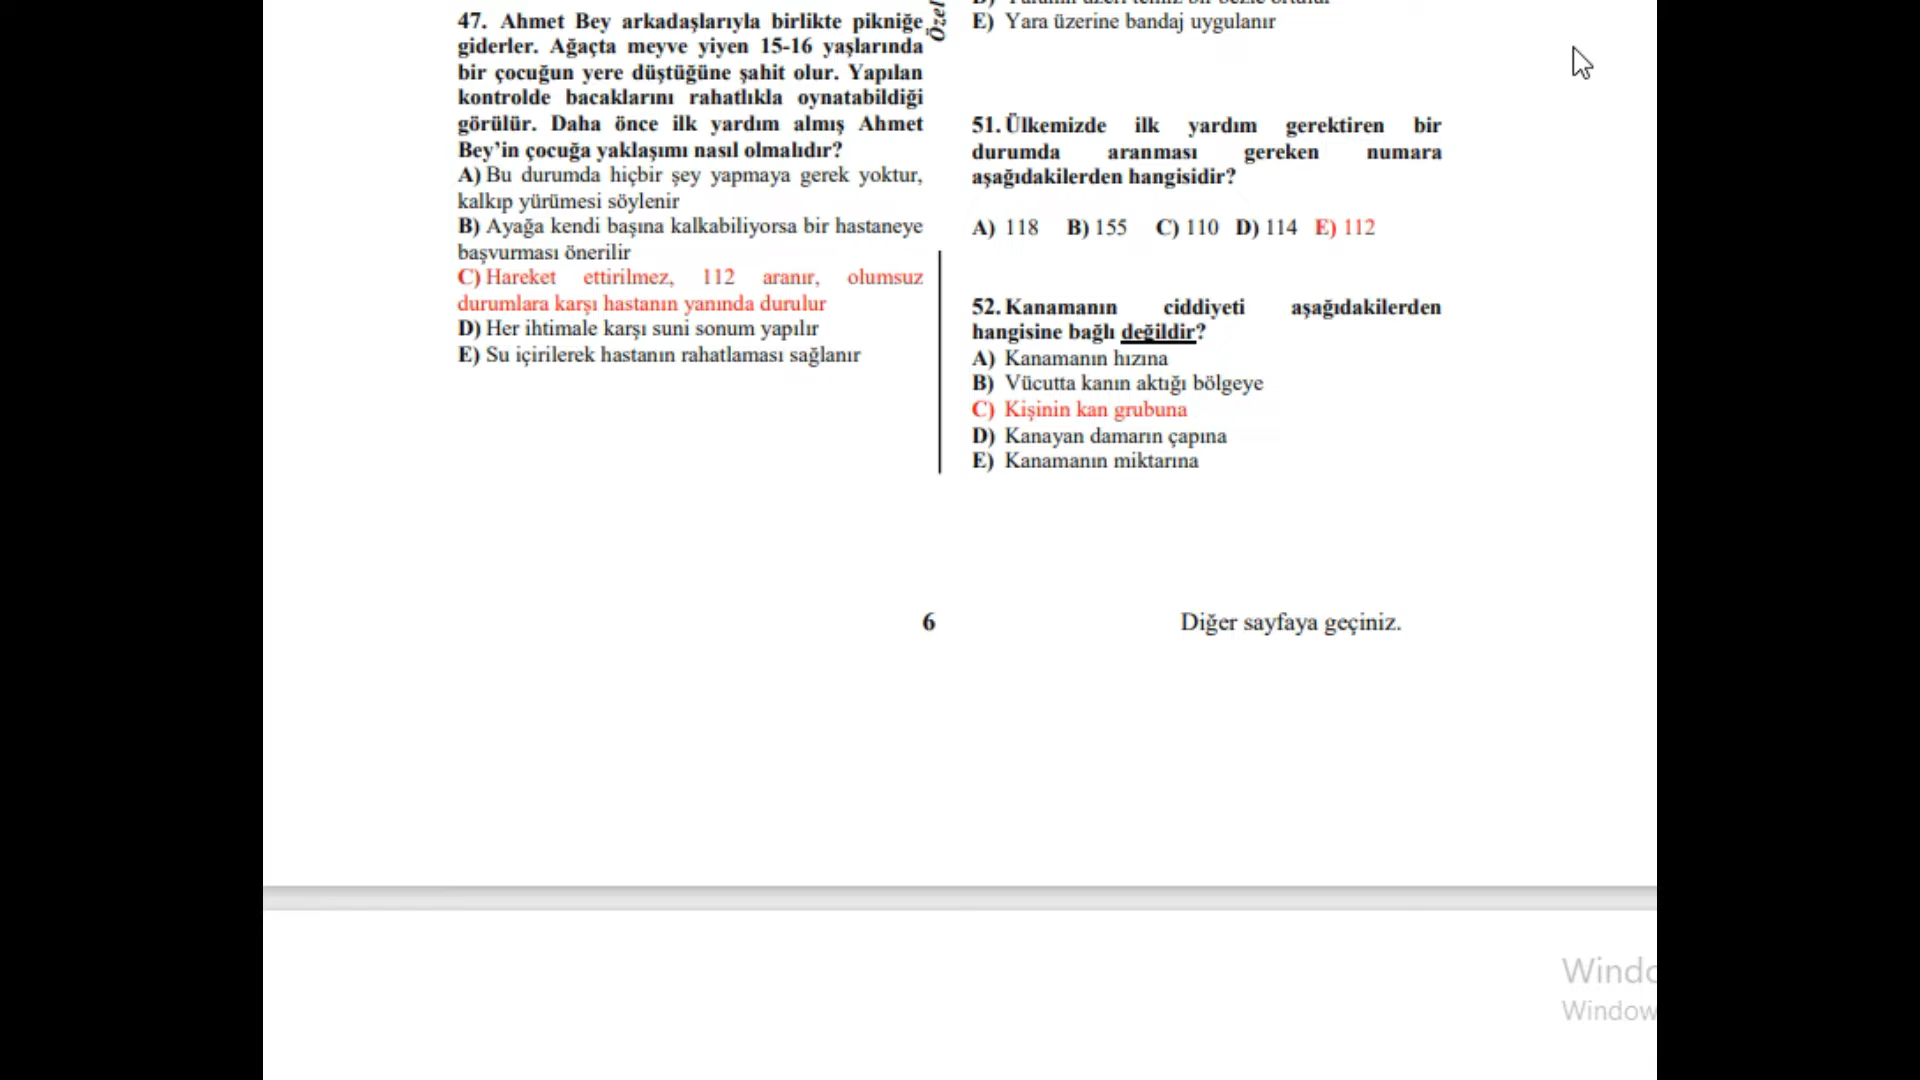 47. Ahmet Bey arkadaşlarıyla birlikte pikniğe
giderler. Ağaçta meyve yiyen 15-16 yaşlarında
bir çocuğun yere düştüğüne şahit olur. Yapılan
kontrolde bacaklarını rahatlıkla oynatabildiği
görülür. Daha önce ilk yardım almış Ahmet
Bey’in çocuğa yaklaşımı nasıl olmalıdır?
A) Bu durumda hiçbir şey yapmaya gerek yoktur,
kalkıp yürümesi söylenir
B) Ayağa kendi başına kalkabiliyorsa bir hastaneye
başvurması önerilir
C) Hareket ettirilmez, 112 aranır, olumsuz
durumlara karşı hastanın yanında durulur
D) Her ihtimale karşı suni sonum yapılır
E) Su içirilerek hastanın rahatlaması sağlanır
Özel
E) Yara üzerine bandaj uygulanır
51. Ülkemizde ilk yardım gerektiren bir
durumda aranması gereken numara
aşağıdakilerden hangisidir?
A) 118 B) 155 C) 110 D) 114 E) 112
52. Kanamanın ciddiyeti aşağıdakilerden
hangisine bağlı değildir?
A) Kanamanın hızına
B) Vücutta kanın aktığı bölgeye
C) Kişinin kan grubuna
D) Kanayan damarın çapına
E) Kanamanın miktarına
6 Diğer sayfaya geçiniz.
Windo
Window